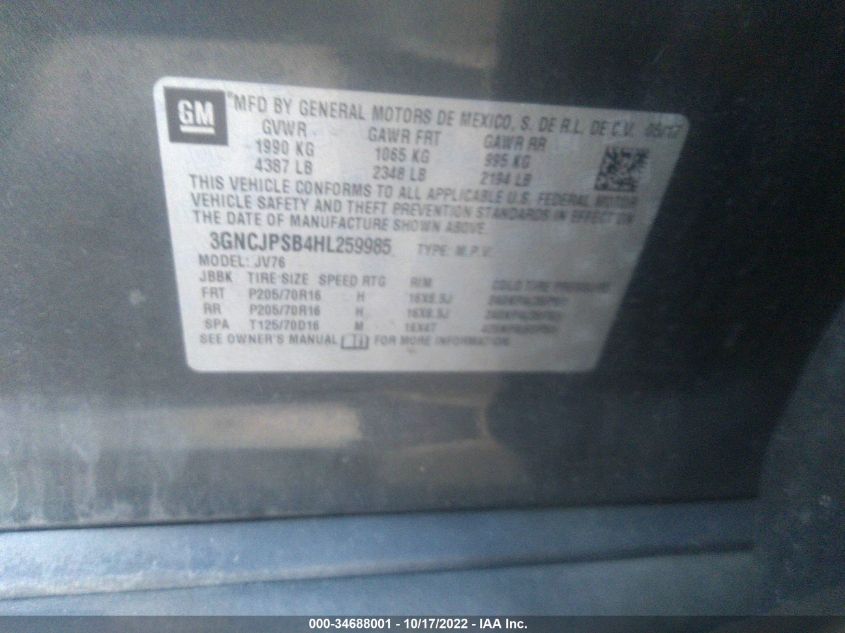 GM
®MFD BY GENERAL MOTORS DE MEXICO, S. DE R.L. DE C.V. 05/17
GVWR GAWR FRT GAWR RR
1990 KG 1065 KG 995 KG
4387 LB 2348 LB 2194 LB
THIS VEHICLE CONFORMS TO ALL APPLICABLE U.S. FEDERAL MOTOR
VEHICLE SAFETY AND THEFT PREVENTION STANDARDS IN EFFECT ON
THE DATE OF MANUFACTURE SHOWN ABOVE.
3GNCJPSB4HL259985 TYPE: M.P.V.
MODEL: JV76
JBBK TIRE SIZE SPEED RTG RIM COLD TIRE PRESSURE
FRT P205/70R16 H 16X6.5J
RR P205/70R16 H 16X6.5J
SPA T125/70D16 M 16X4T
SEE OWNER'S MANUAL FOR MORE INFORMATION.
000-34688001 - 10/17/2022 - IAA Inc.